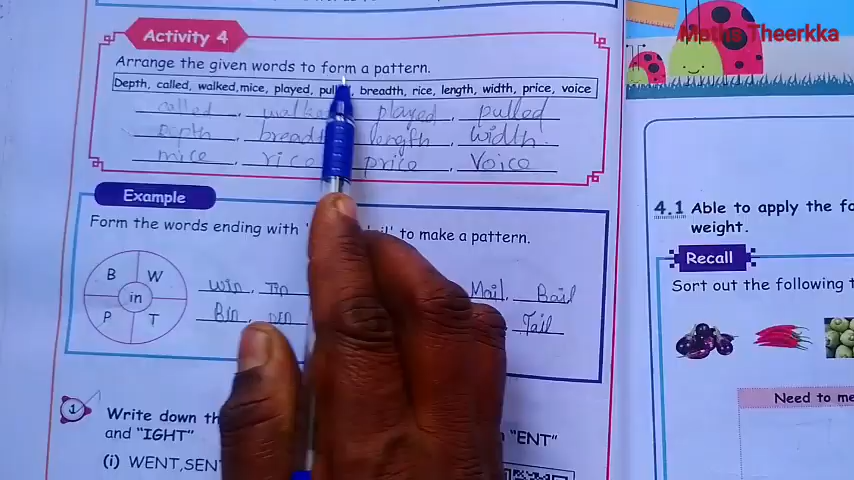 Maths Theerkka
Activity 4
Arrange the given words to form a pattern.
Depth, called, walked,mice, played, breadth, rice, length, width, price, voice
called, played, pulled
Depth, length, width.
mice, rice, price, Voice
Example
Form the words ending with to make a pattern.
B W
in
P T
Win, Tin Mail, Bail
Bin, Tail
1 Write down th
and "IGHT" "ENT"
(i) WENT,SEN
4.1 Able to apply the fo
weight.
Recall
Sort out the following t
Need to me